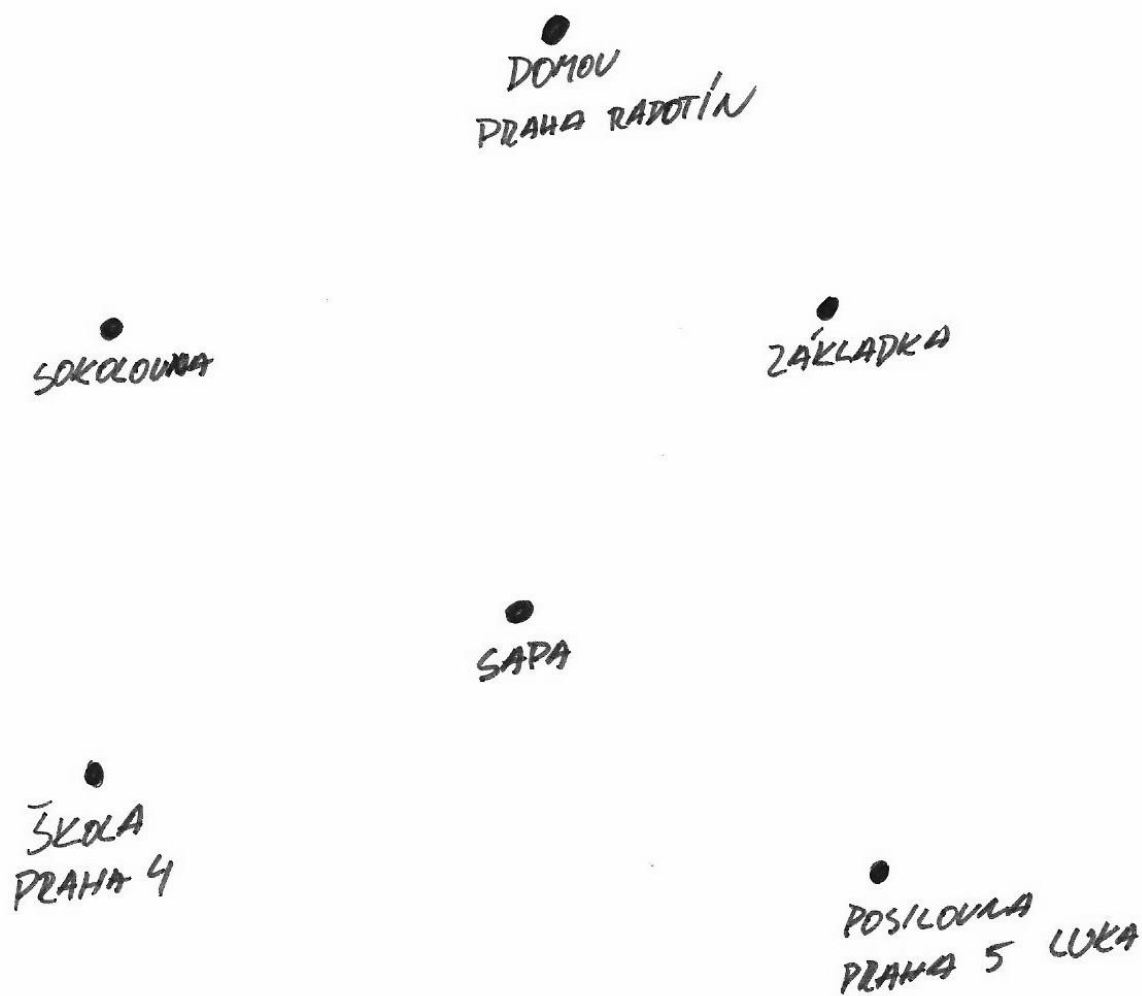 DOMOV
PRAHA RADOTÍN
SOKOLOVNA
ZÁKLADKA
SAPA
ŠKOLA
PRAHA 4
POSILOVNA
PRAHA 5 LUKA